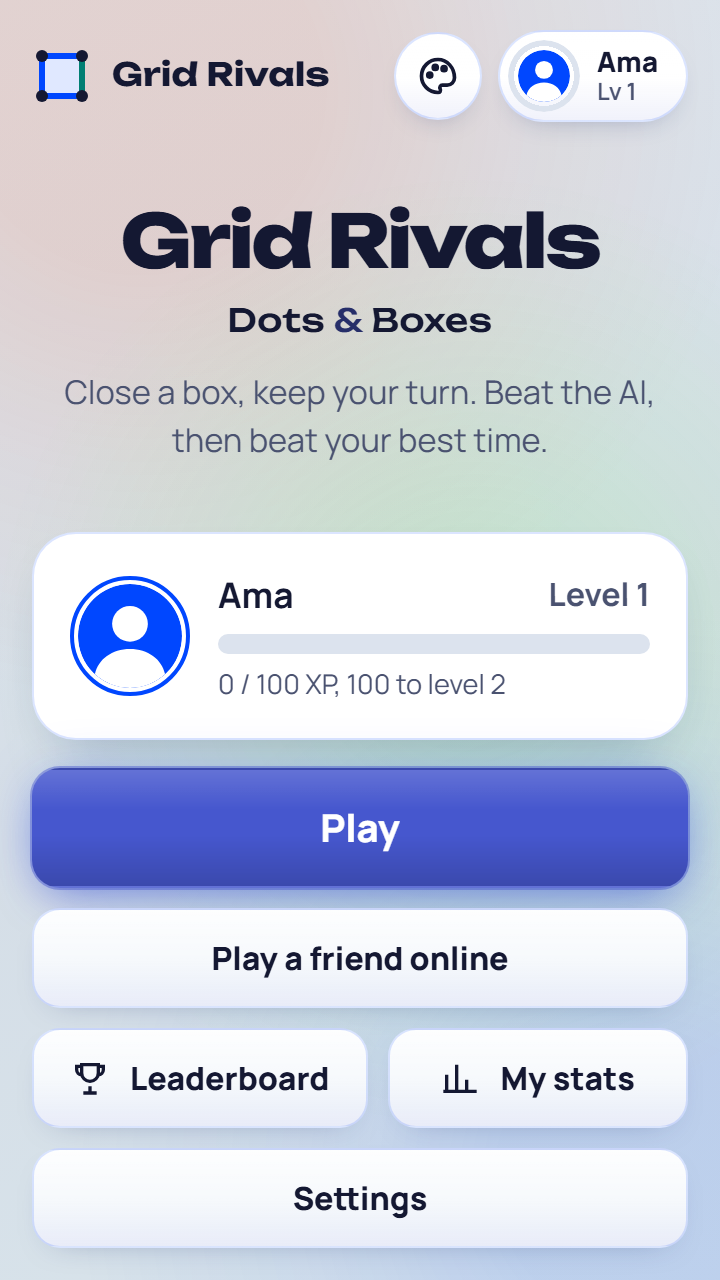 Grid Rivals
Ama
Lv 1
Grid Rivals
Dots & Boxes
Close a box, keep your turn. Beat the AI,
then beat your best time.
Ama
Level 1
0 / 100 XP, 100 to level 2
Play
Play a friend online
Leaderboard
My stats
Settings